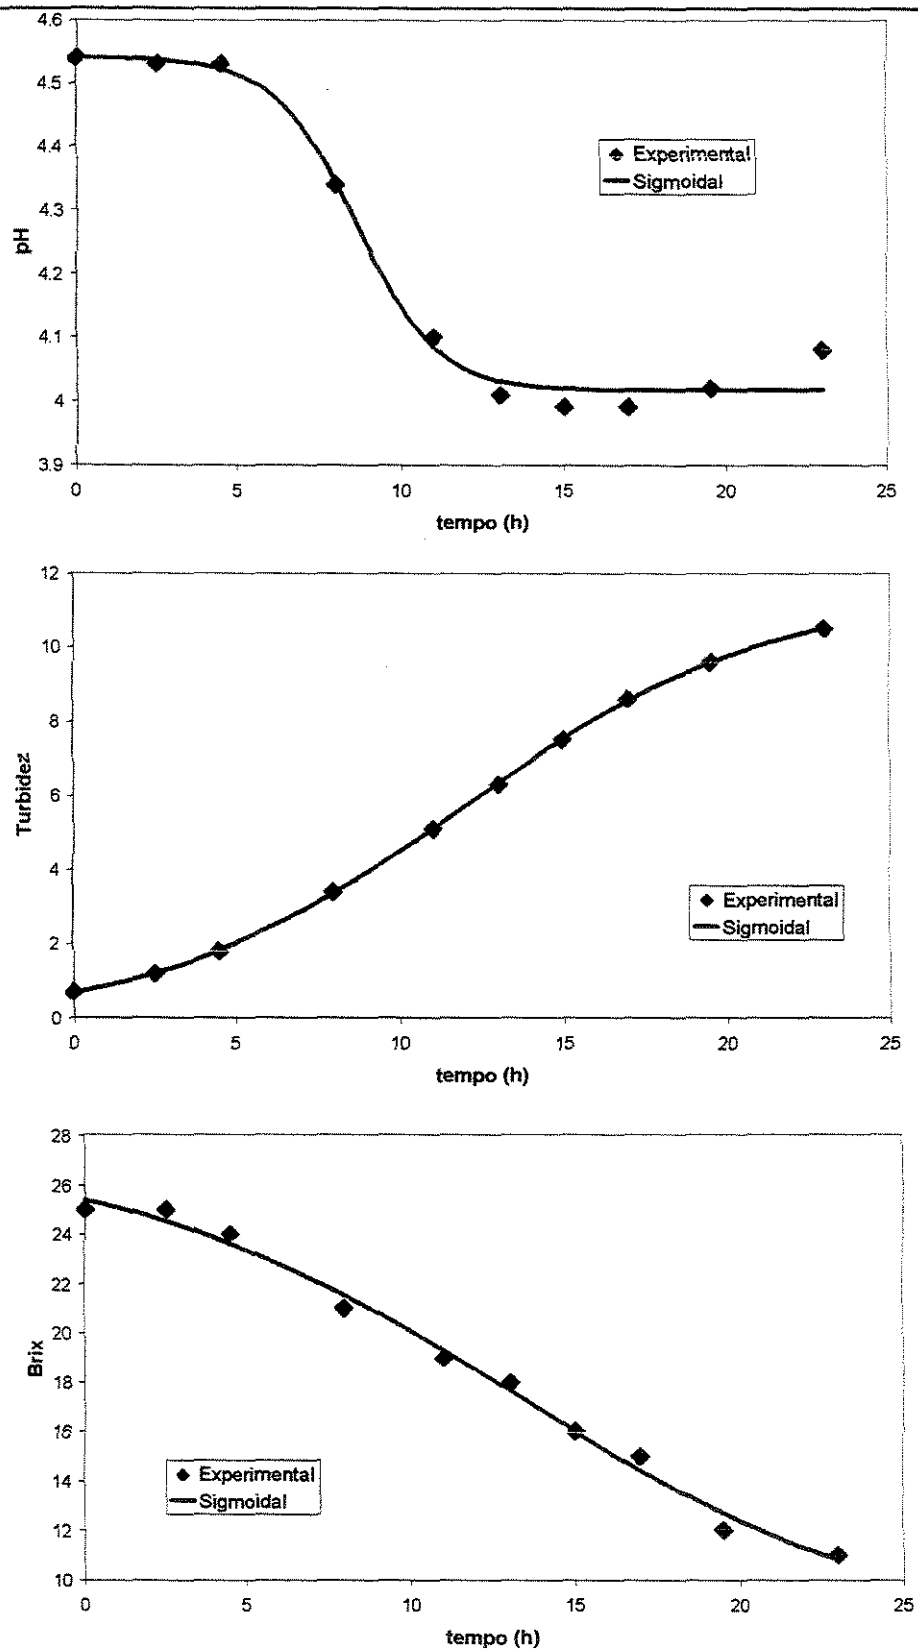 4.6
4.5
4.4
4.3
4.2
4.1
4
3.9
pH
Experimental
Sigmoidal
0 5 10 15 20 25
tempo (h)
12
10
8
6
4
2
0
Turbidez
Experimental
Sigmoidal
0 5 10 15 20 25
tempo (h)
28
26
24
22
20
18
16
14
12
10
Brix
Experimental
Sigmoidal
0 5 10 15 20 25
tempo (h)